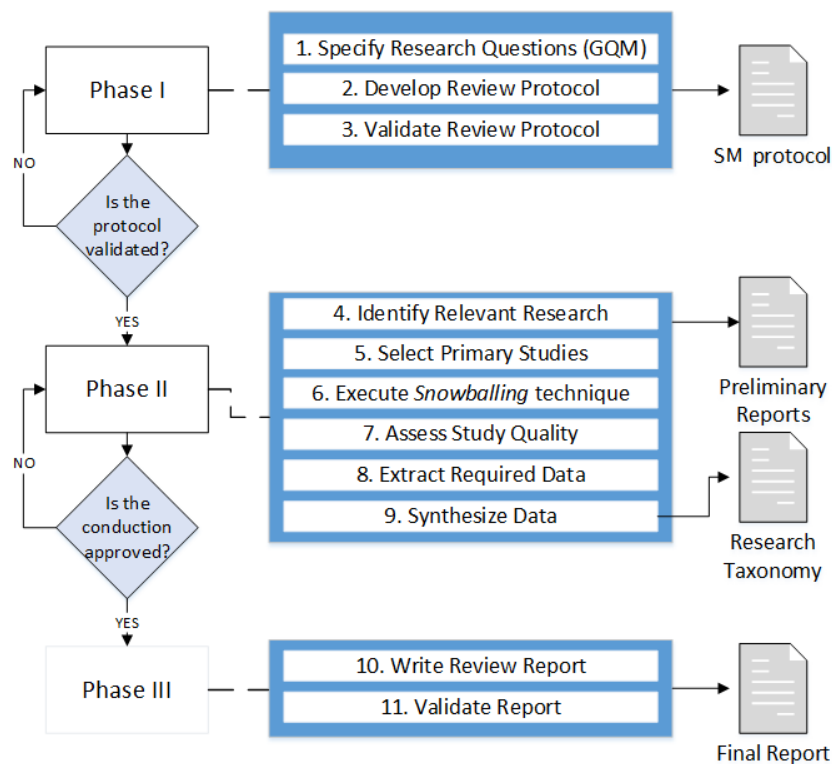 1. Specify Research Questions (GQM)
Phase I
2. Develop Review Protocol
3. Validate Review Protocol
SM protocol
NO
Is the
protocol
validated?
YES
4. Identify Relevant Research
5. Select Primary Studies
Phase II
6. Execute Snowballing technique
Preliminary
Reports
7. Assess Study Quality
NO
8. Extract Required Data
Is the
conduction
approved?
9. Synthesize Data
Research
Taxonomy
YES
10. Write Review Report
Phase III
11. Validate Report
Final Report